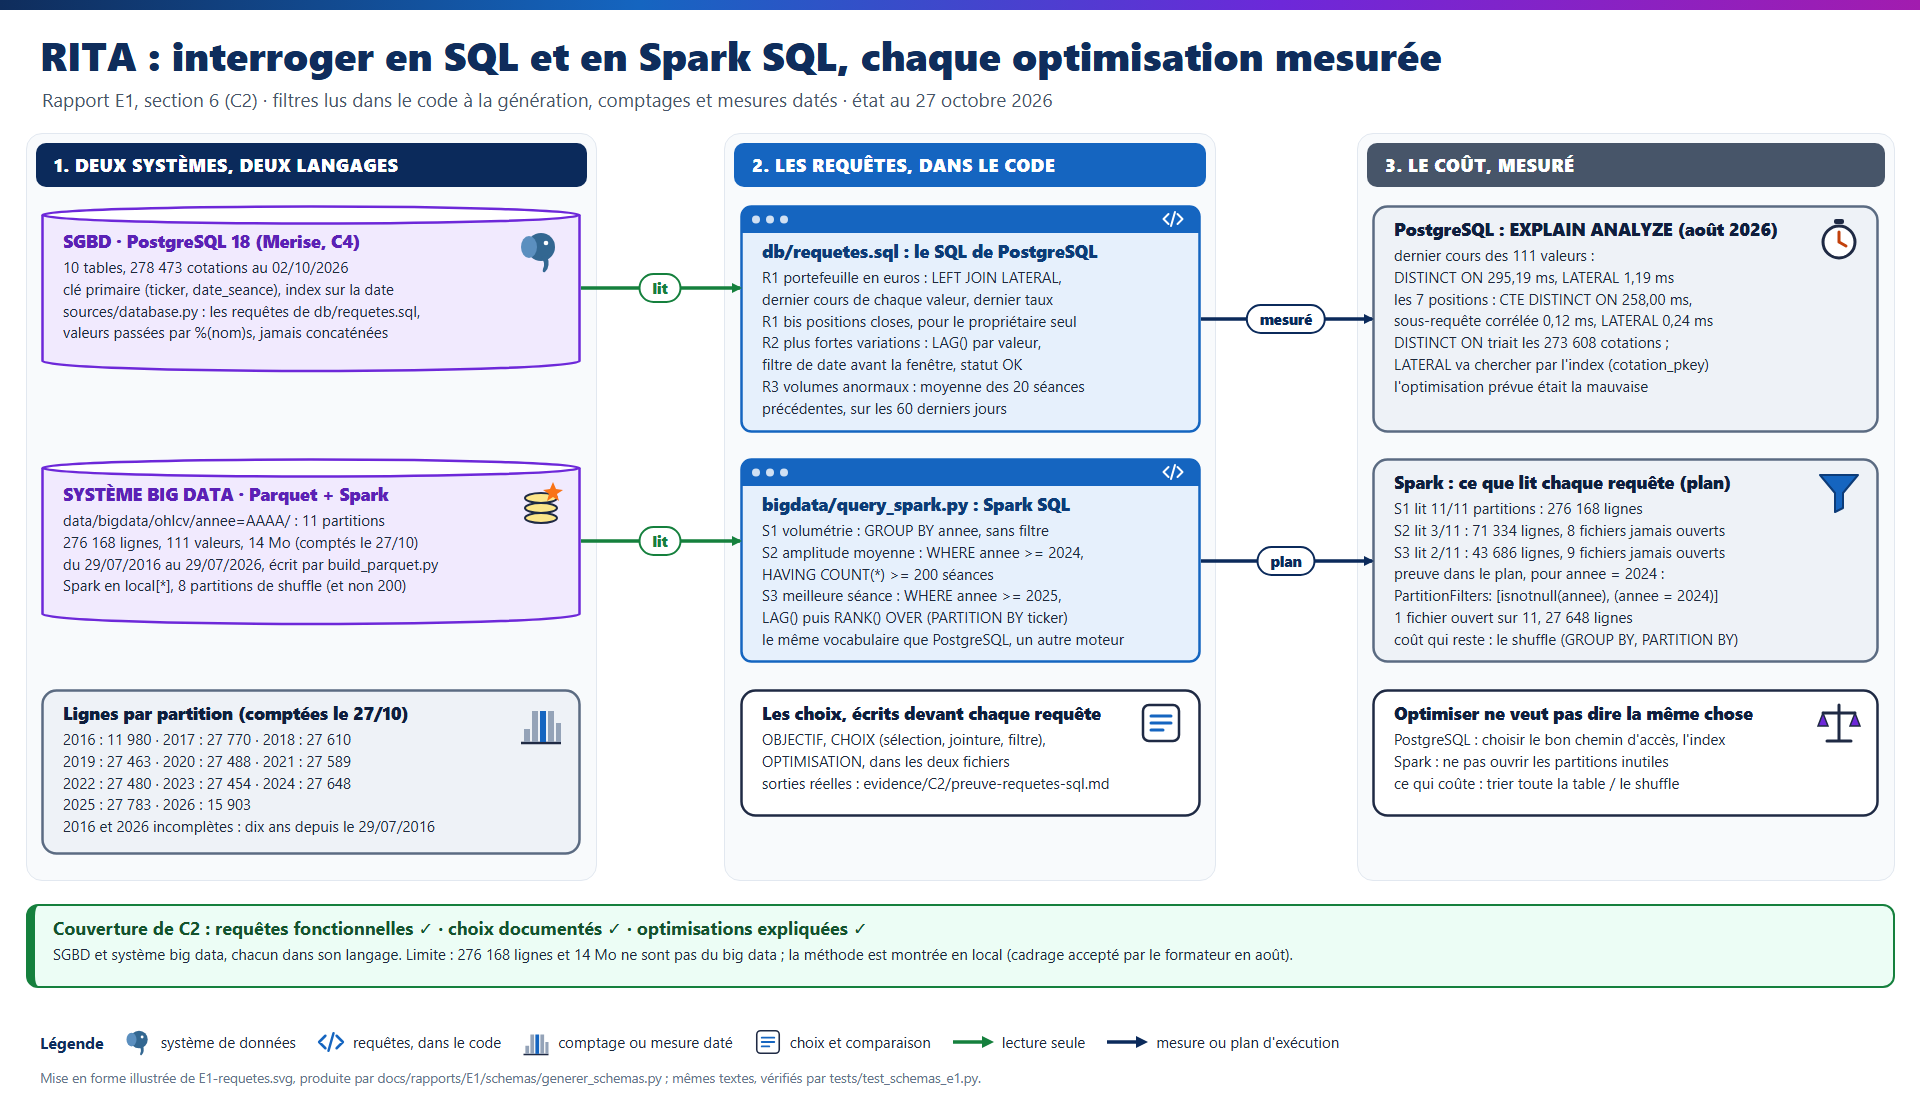 RITA : interroger en SQL et en Spark SQL, chaque optimisation mesurée
Rapport E1, section 6 (C2) · filtres lus dans le code à la génération, comptages et mesures datés · état au 27 octobre 2026
1. DEUX SYSTÈMES, DEUX LANGAGES
SGBD · PostgreSQL 18 (Merise, C4)
10 tables, 278 473 cotations au 02/10/2026
clé primaire (ticker, date_seance), index sur la date
sources/database.py : les requêtes de db/requetes.sql,
valeurs passées par %(nom)s, jamais concaténées
lit
SYSTÈME BIG DATA · Parquet + Spark
data/bigdata/ohlcv/annee=AAAA/ : 11 partitions
276 168 lignes, 111 valeurs, 14 Mo (comptés le 27/10)
du 29/07/2016 au 29/07/2026, écrit par build_parquet.py
Spark en local[*], 8 partitions de shuffle (et non 200)
lit
Lignes par partition (comptées le 27/10)
2016 : 11 980 · 2017 : 27 770 · 2018 : 27 610
2019 : 27 463 · 2020 : 27 488 · 2021 : 27 589
2022 : 27 480 · 2023 : 27 454 · 2024 : 27 648
2025 : 27 783 · 2026 : 15 903
2016 et 2026 incomplètes : dix ans depuis le 29/07/2016
2. LES REQUÊTES, DANS LE CODE
</>
db/requetes.sql : le SQL de PostgreSQL
R1 portefeuille en euros : LEFT JOIN LATERAL,
dernier cours de chaque valeur, dernier taux
R1 bis positions closes, pour le propriétaire seul
R2 plus fortes variations : LAG() par valeur,
filtre de date avant la fenêtre, statut OK
R3 volumes anormaux : moyenne des 20 séances
précédentes, sur les 60 derniers jours
mesuré
</>
bigdata/query_spark.py : Spark SQL
S1 volumétrie : GROUP BY annee, sans filtre
S2 amplitude moyenne : WHERE annee >= 2024,
HAVING COUNT(*) >= 200 séances
S3 meilleure séance : WHERE annee >= 2025,
LAG() puis RANK() OVER (PARTITION BY ticker)
le même vocabulaire que PostgreSQL, un autre moteur
plan
Les choix, écrits devant chaque requête
OBJECTIF, CHOIX (sélection, jointure, filtre),
OPTIMISATION, dans les deux fichiers
sorties réelles : evidence/C2/preuve-requetes-sql.md
3. LE COÛT, MESURÉ
PostgreSQL : EXPLAIN ANALYZE (août 2026)
dernier cours des 111 valeurs :
DISTINCT ON 295,19 ms, LATERAL 1,19 ms
les 7 positions : CTE DISTINCT ON 258,00 ms,
sous-requête corrélée 0,12 ms, LATERAL 0,24 ms
DISTINCT ON triait les 273 608 cotations ;
LATERAL va chercher par l'index (cotation_pkey)
l'optimisation prévue était la mauvaise
Spark : ce que lit chaque requête (plan)
S1 lit 11/11 partitions : 276 168 lignes
S2 lit 3/11 : 71 334 lignes, 8 fichiers jamais ouverts
S3 lit 2/11 : 43 686 lignes, 9 fichiers jamais ouverts
preuve dans le plan, pour annee = 2024 :
PartitionFilters: [isnotnull(annee), (annee = 2024)]
1 fichier ouvert sur 11, 27 648 lignes
coût qui reste : le shuffle (GROUP BY, PARTITION BY)
Optimiser ne veut pas dire la même chose
PostgreSQL : choisir le bon chemin d'accès, l'index
Spark : ne pas ouvrir les partitions inutiles
ce qui coûte : trier toute la table / le shuffle
Couverture de C2 : requêtes fonctionnelles ✓ · choix documentés ✓ · optimisations expliquées ✓
SGBD et système big data, chacun dans son langage. Limite : 276 168 lignes et 14 Mo ne sont pas du big data ; la méthode est montrée en local (cadrage accepté par le formateur en août).
Légende
système de données
</> requêtes, dans le code
comptage ou mesure daté
choix et comparaison
lecture seule
mesure ou plan d'exécution
Mise en forme illustrée de E1-requetes.svg, produite par docs/rapports/E1/schemas/generer_schemas.py ; mêmes textes, vérifiés par tests/test_schemas_e1.py.